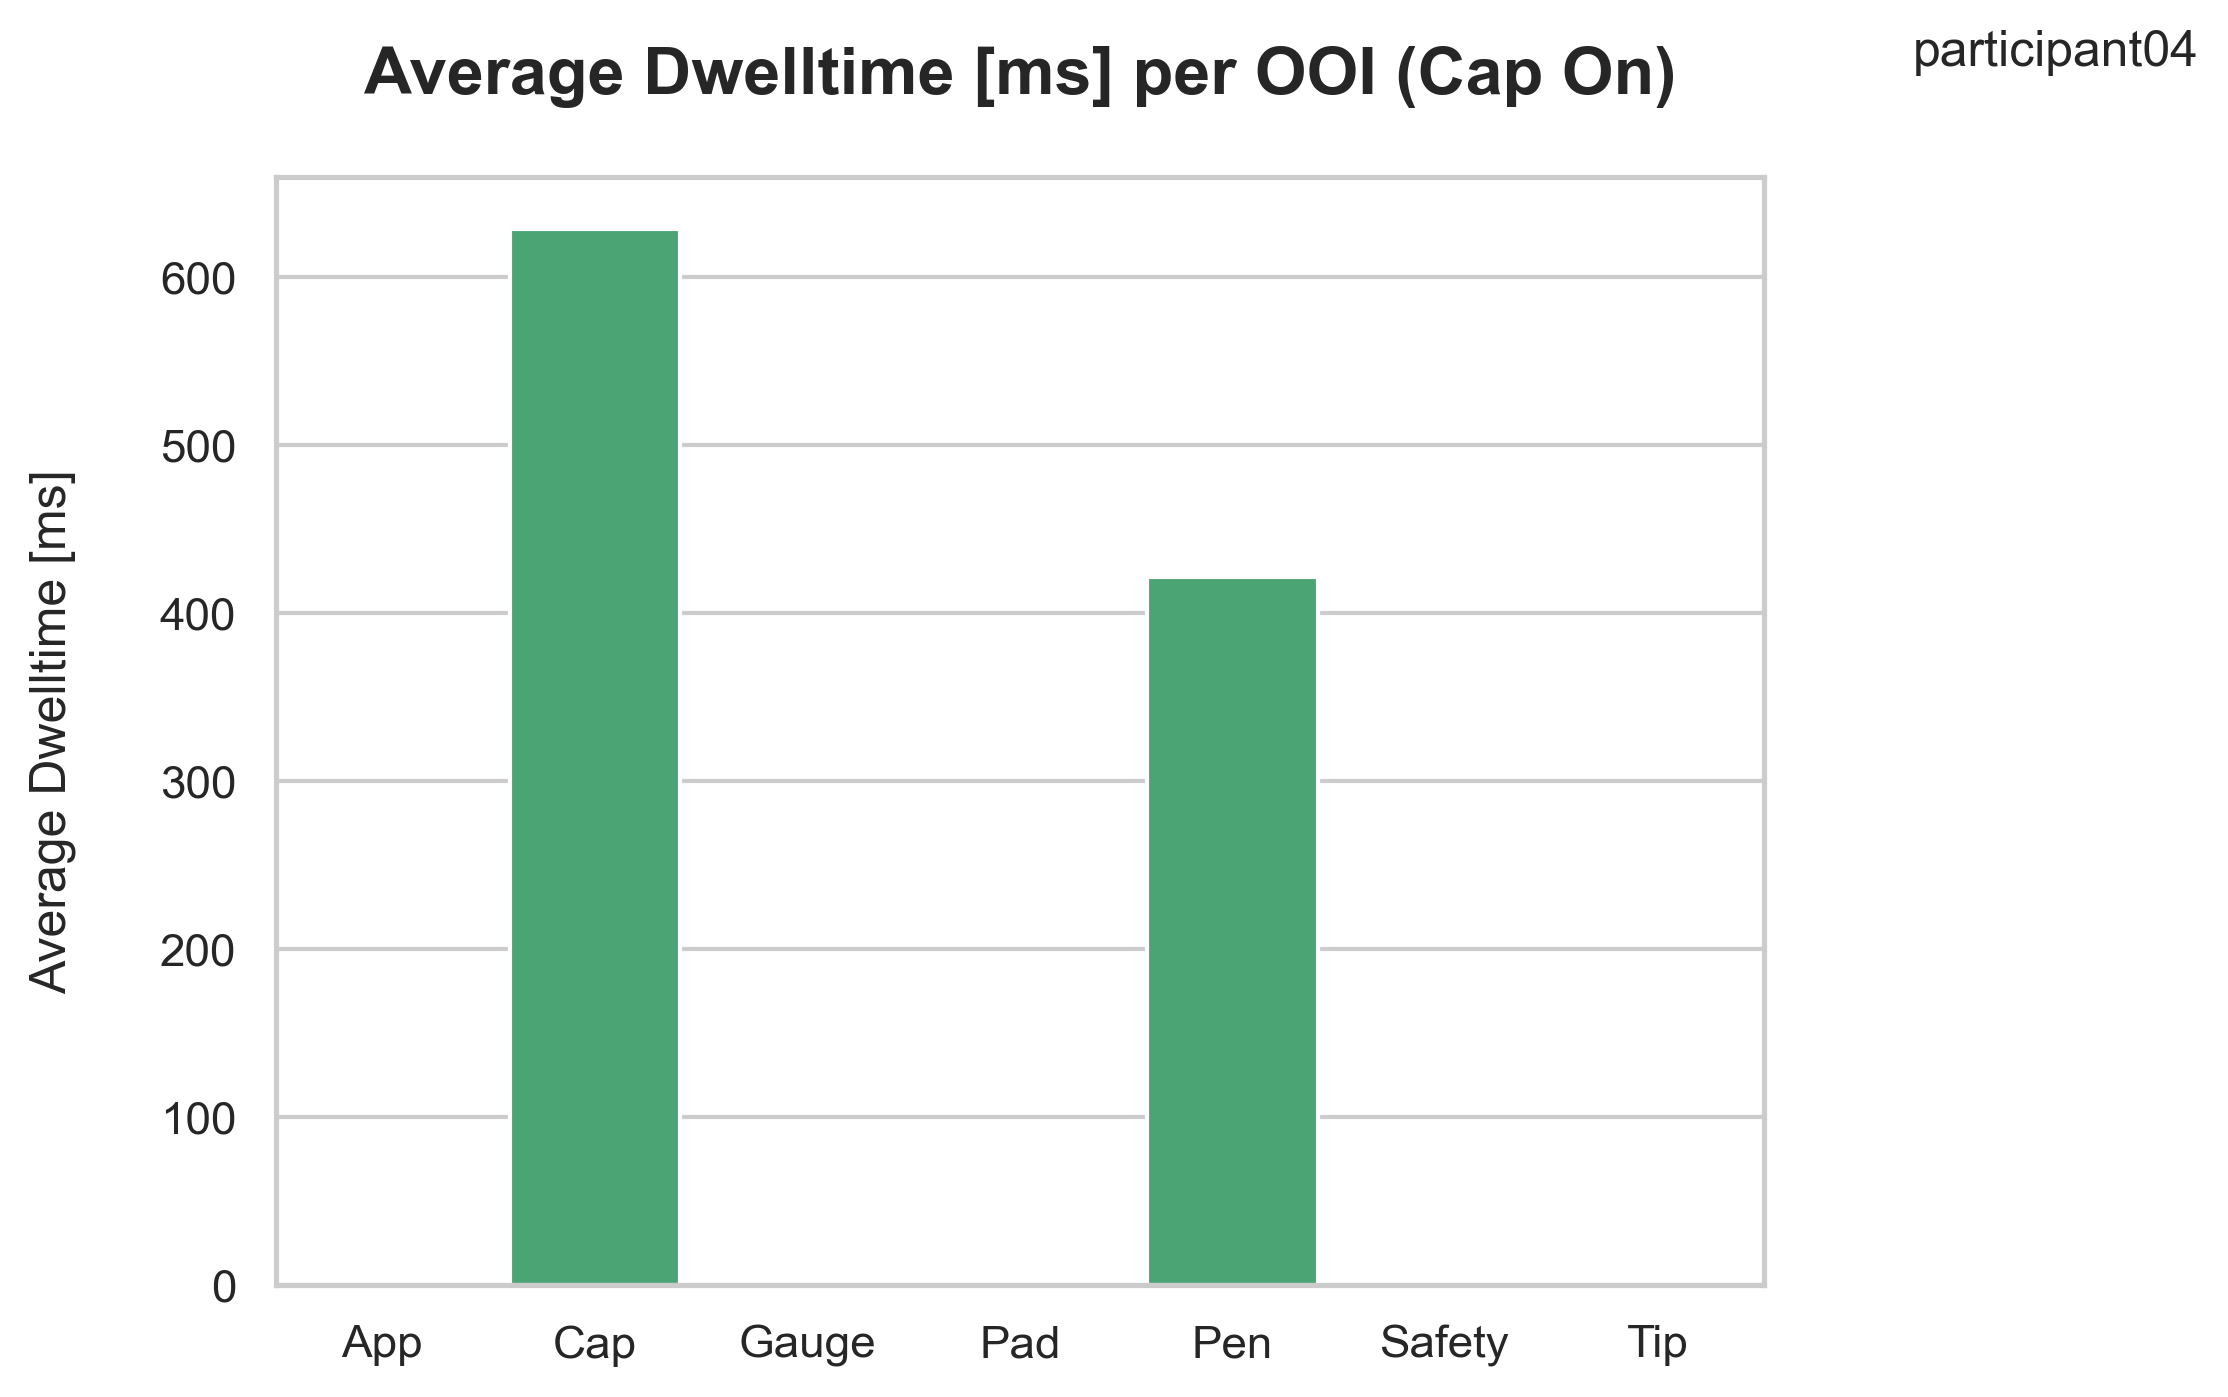 Average Dwelltime [ms] per OOI (Cap On)
participant04
Average Dwelltime [ms]
600
500
400
300
200
100
0
App Cap Gauge Pad Pen Safety Tip